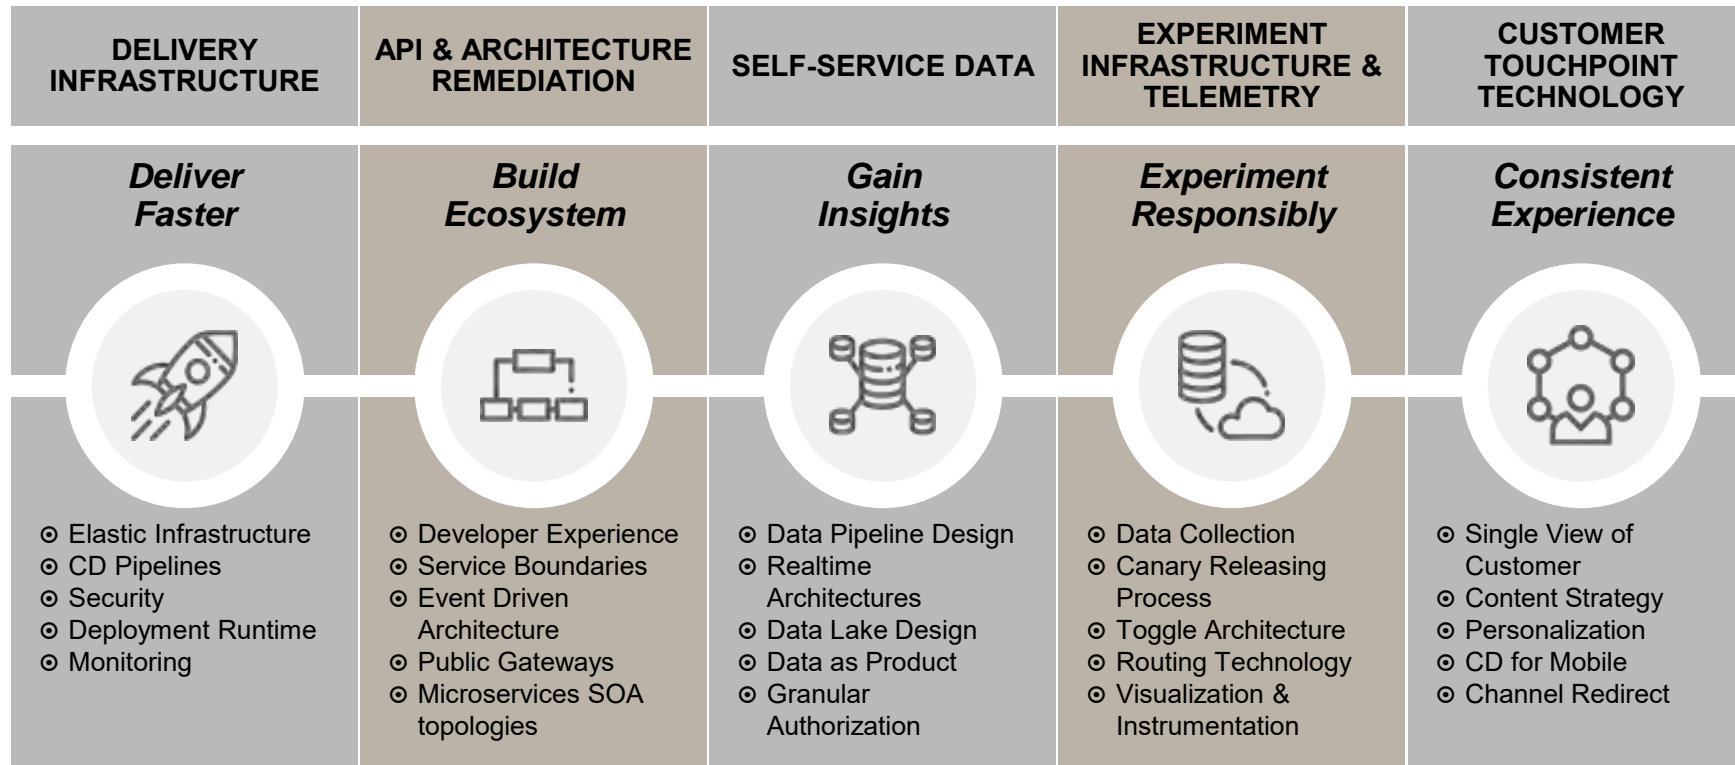 DELIVERY
INFRASTRUCTURE
API & ARCHITECTURE
REMEDIATION
SELF-SERVICE DATA
EXPERIMENT
INFRASTRUCTURE &
TELEMETRY
CUSTOMER
TOUCHPOINT
TECHNOLOGY
Deliver
Faster
Build
Ecosystem
Gain
Insights
Experiment
Responsibly
Consistent
Experience
Elastic Infrastructure
CD Pipelines
Security
Deployment Runtime
Monitoring
Developer Experience
Service Boundaries
Event Driven
Architecture
Public Gateways
Microservices SOA
topologies
Data Pipeline Design
Realtime
Architectures
Data Lake Design
Data as Product
Granular
Authorization
Data Collection
Canary Releasing
Process
Toggle Architecture
Routing Technology
Visualization &
Instrumentation
Single View of
Customer
Content Strategy
Personalization
CD for Mobile
Channel Redirect